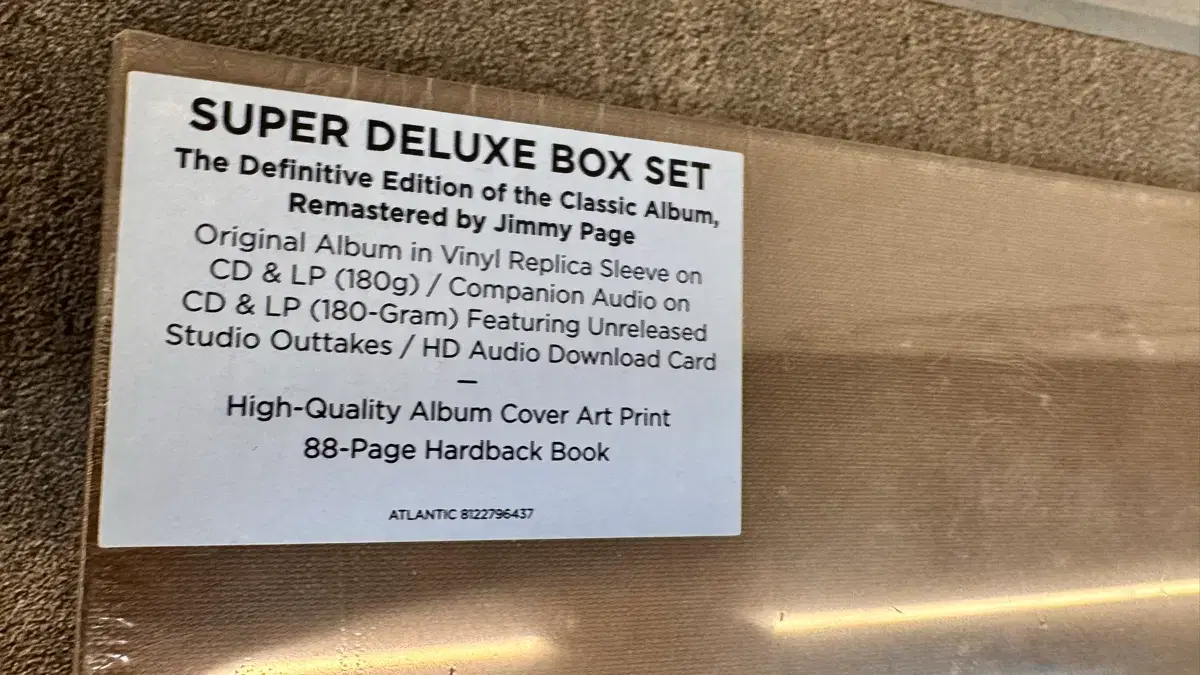 SUPER DELUXE BOX SET
The Definitive Edition of the Classic Album,
Remastered by Jimmy Page
Original Album in Vinyl Replica Sleeve on
CD & LP (180g) / Companion Audio on
CD & LP (180-Gram) Featuring Unreleased
Studio Outtakes / HD Audio Download Card
—
High-Quality Album Cover Art Print
88-Page Hardback Book
ATLANTIC 8122796437